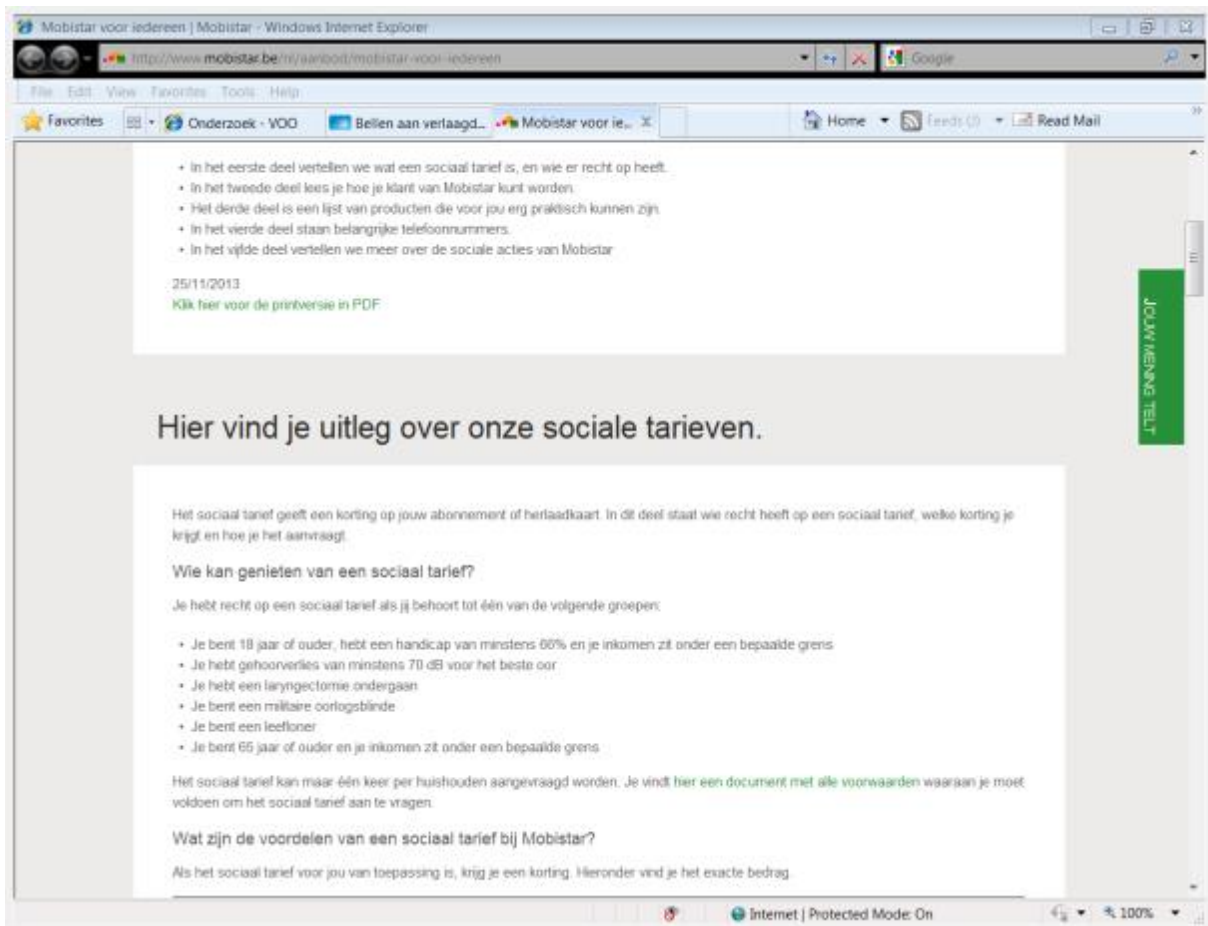 Mobistar voor iedereen | Mobistar - Windows Internet Explorer
http://www.mobistar.be/nl/aanbod/mobistar-voor-iedereen
Google
File Edit View Favorites Tools Help
Favorites
Onderzoek - VOO
Bellen aan verlaagd...
Mobistar voor ie...
Home
Feeds (J)
Read Mail
• In het eerste deel vertellen we wat een sociaal tarief is, en wie er recht op heeft.
• In het tweede deel lees je hoe je klant van Mobistar kunt worden.
• Het derde deel is een lijst van producten die voor jou erg praktisch kunnen zijn.
• In het vierde deel staan belangrijke telefoonnummers.
• In het vijfde deel vertellen we meer over de sociale acties van Mobistar
25/11/2013
Klik hier voor de printversie in PDF
JOUW MENING TELT
Hier vind je uitleg over onze sociale tarieven.
Het sociaal tarief geeft een korting op jouw abonnement of herlaadkaart. In dit deel staat wie recht heeft op een sociaal tarief, welke korting je
krijgt en hoe je het aanvraagt.
Wie kan genieten van een sociaal tarief?
Je hebt recht op een sociaal tarief als jij behoort tot één van de volgende groepen:
• Je bent 18 jaar of ouder, hebt een handicap van minstens 66% en je inkomen zit onder een bepaalde grens
• Je hebt gehoorverlies van minstens 70 dB voor het beste oor
• Je hebt een laryngectomie ondergaan
• Je bent een militaire oorlogsblinde
• Je bent een leefloner
• Je bent 65 jaar of ouder en je inkomen zit onder een bepaalde grens
Het sociaal tarief kan maar één keer per huishouden aangevraagd worden. Je vindt hier een document met alle voorwaarden waaraan je moet
voldoen om het sociaal tarief aan te vragen.
Wat zijn de voordelen van een sociaal tarief bij Mobistar?
Als het sociaal tarief voor jou van toepassing is, krijg je een korting. Hieronder vind je het exacte bedrag.
Internet | Protected Mode: On
100%